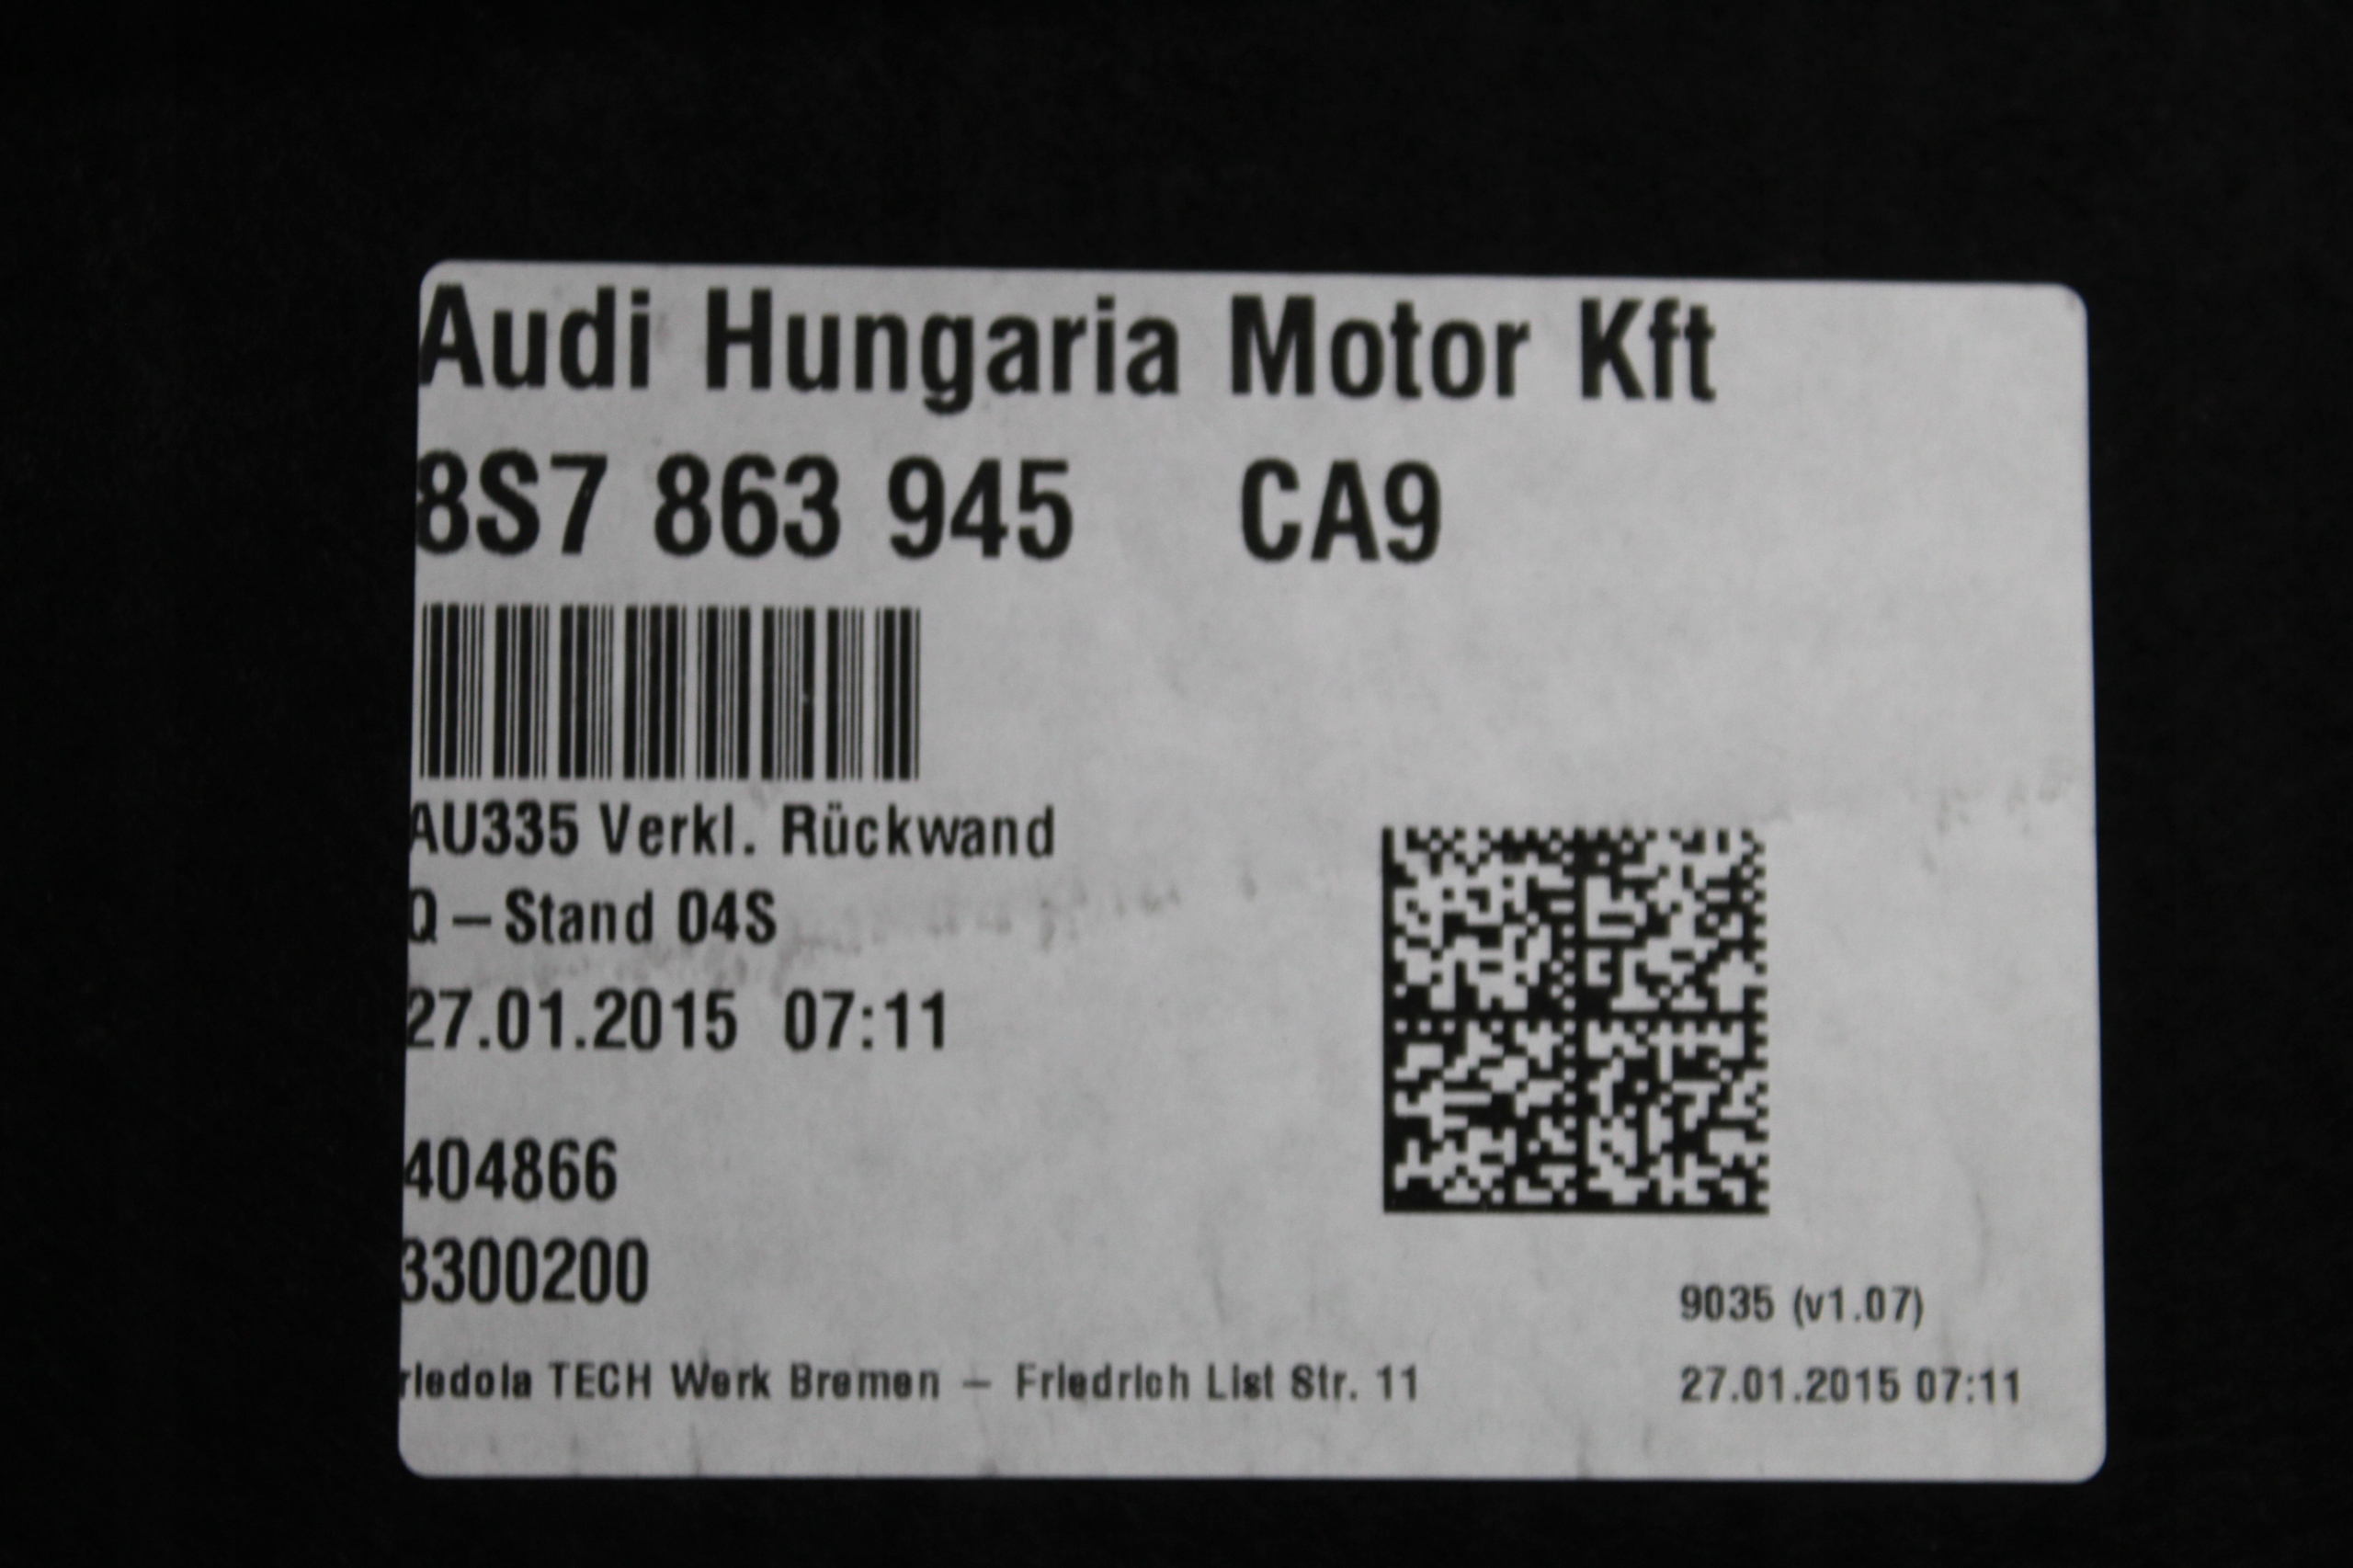 Audi Hungaria Motor Kft
8S7 863 945 CA9
AU335 Verkl. Rückwand
Q-Stand 04S
27.01.2015 07:11
404866
3300200
riedola TECH Werk Bremen - Friedrich List Str. 11
9035 (v1.07)
27.01.2015 07:11